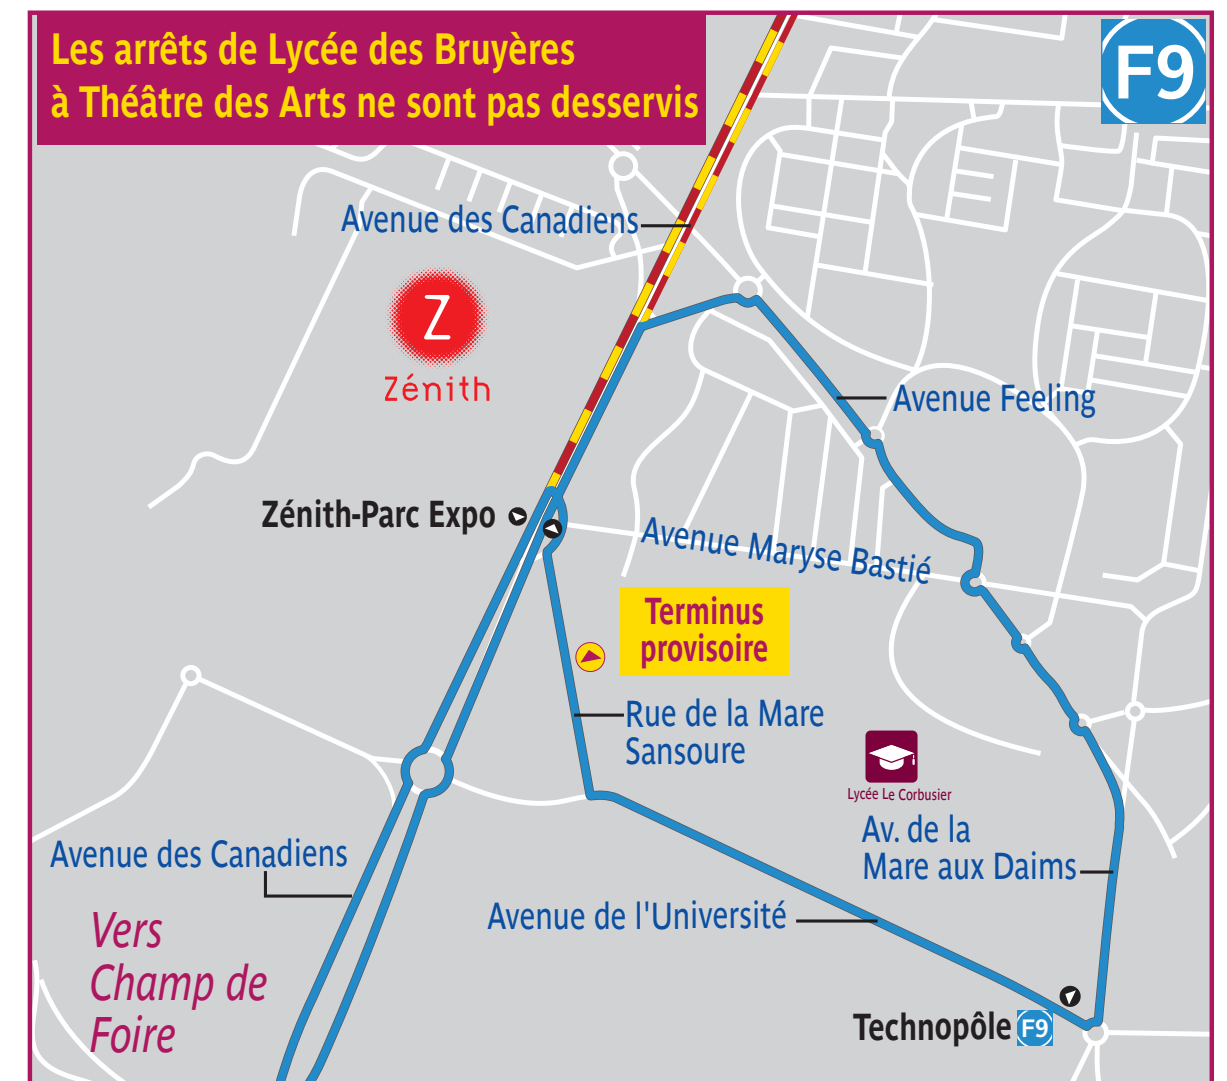 Les arrêts de Lycée des Bruyères
à Théâtre des Arts ne sont pas desservis
F9
Avenue des Canadiens
Z
Zénith
Avenue Feeling
Zénith-Parc Expo
Avenue Maryse Bastié
Terminus
provisoire
Rue de la Mare
Sansoure
Lycée Le Corbusier
Av. de la
Mare aux Daims
Avenue des Canadiens
Avenue de l'Université
Vers
Champ de
Foire
Technopôle F9